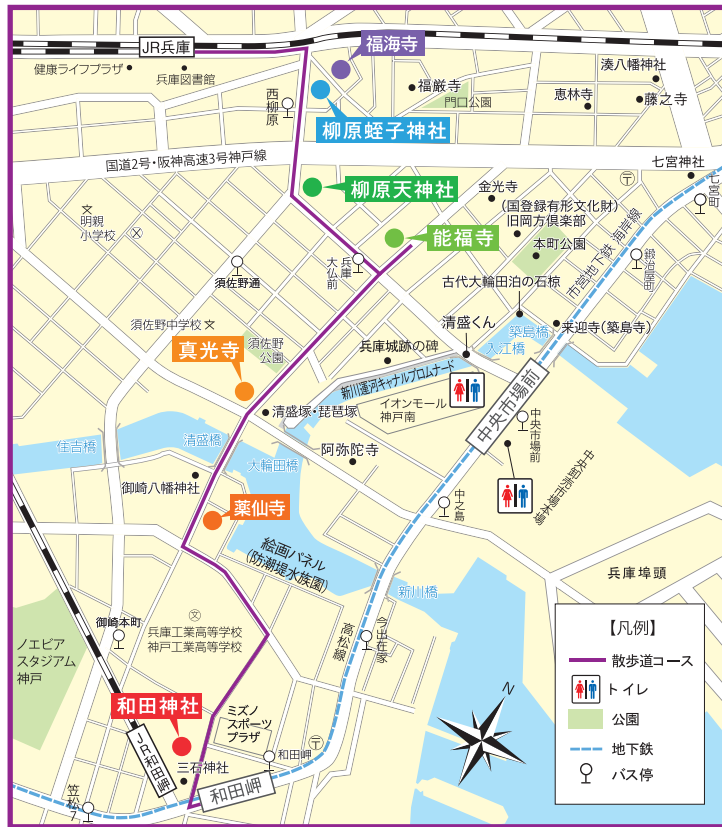 JR兵庫
福海寺
健康ライフプラザ
兵庫図書館
西柳原
福厳寺
門口公園
湊八幡神社
恵林寺
藤之寺
柳原蛭子神社
国道2号・阪神高速3号神戸線
七宮神社
七宮町
柳原天神社
金光寺
(国登録有形文化財)
旧岡方倶楽部
明親
小学校
能福寺
本町公園
市営地下鉄 海岸線
鍛治屋町
兵庫
大仏前
須佐野通
古代大輪田泊の石椋
須佐野中学校
清盛くん
築島橋
来迎寺(築島寺)
入江橋
真光寺
須佐野
公園
兵庫城跡の碑
新川運河キャナルプロムナード
イオンモール
神戸南
中央市場前
清盛塚・琵琶塚
中央市場前
住吉橋
清盛橋
大輪田橋
阿弥陀寺
中央卸売市場本場
御崎八幡神社
中之島
薬仙寺
絵画パネル
(防潮堤水族園)
兵庫埠頭
新川橋
御崎本町
兵庫工業高等学校
神戸工業高等学校
高松線
今出在家
ノエビア
スタジアム
神戸
和田神社
ミズノ
スポーツ
プラザ
JR和田岬
和田岬
三石神社
和田岬
笠松7
N
【凡例】
散歩道コース
トイレ
公園
地下鉄
バス停